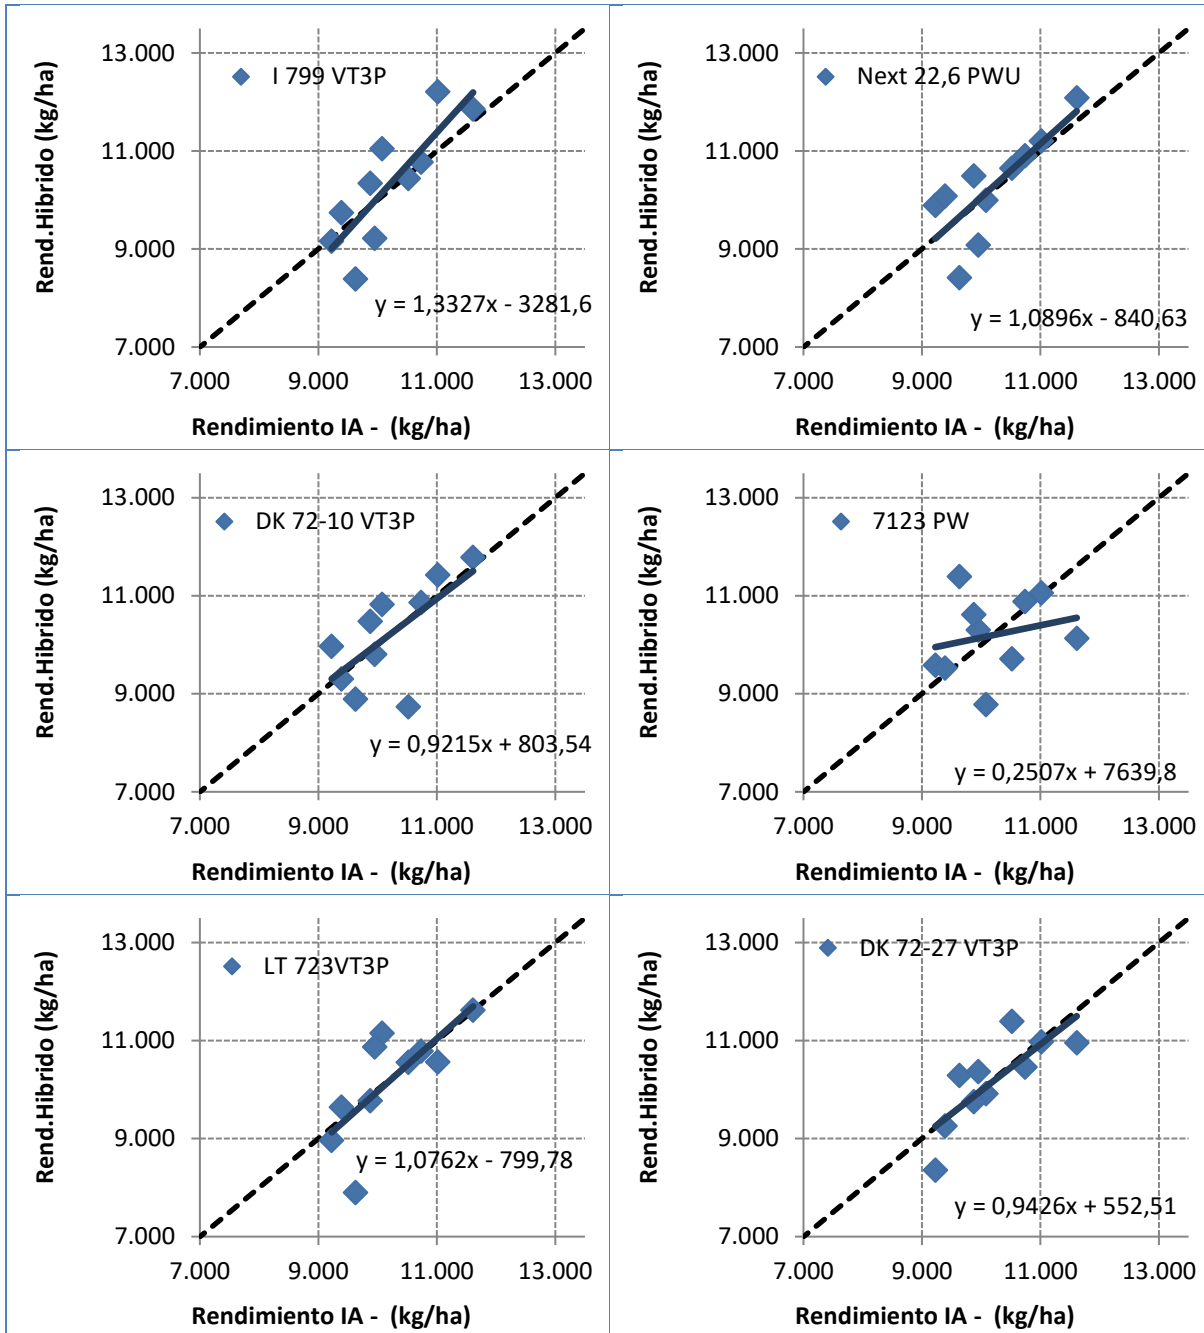 Rend.Hibrido (kg/ha)
13.000
11.000
9.000
7.000
I 799 VT3P
y = 1,3327x - 3281,6
7.000 9.000 11.000 13.000
Rendimiento IA - (kg/ha)
Rend.Hibrido (kg/ha)
13.000
11.000
9.000
7.000
Next 22,6 PWU
y = 1,0896x - 840,63
7.000 9.000 11.000 13.000
Rendimiento IA - (kg/ha)
Rend.Hibrido (kg/ha)
13.000
11.000
9.000
7.000
DK 72-10 VT3P
y = 0,9215x + 803,54
7.000 9.000 11.000 13.000
Rendimiento IA - (kg/ha)
Rend.Hibrido (kg/ha)
13.000
11.000
9.000
7.000
7123 PW
y = 0,2507x + 7639,8
7.000 9.000 11.000 13.000
Rendimiento IA - (kg/ha)
Rend.Hibrido (kg/ha)
13.000
11.000
9.000
7.000
LT 723VT3P
y = 1,0762x - 799,78
7.000 9.000 11.000 13.000
Rendimiento IA - (kg/ha)
Rend.Hibrido (kg/ha)
13.000
11.000
9.000
7.000
DK 72-27 VT3P
y = 0,9426x + 552,51
7.000 9.000 11.000 13.000
Rendimiento IA - (kg/ha)